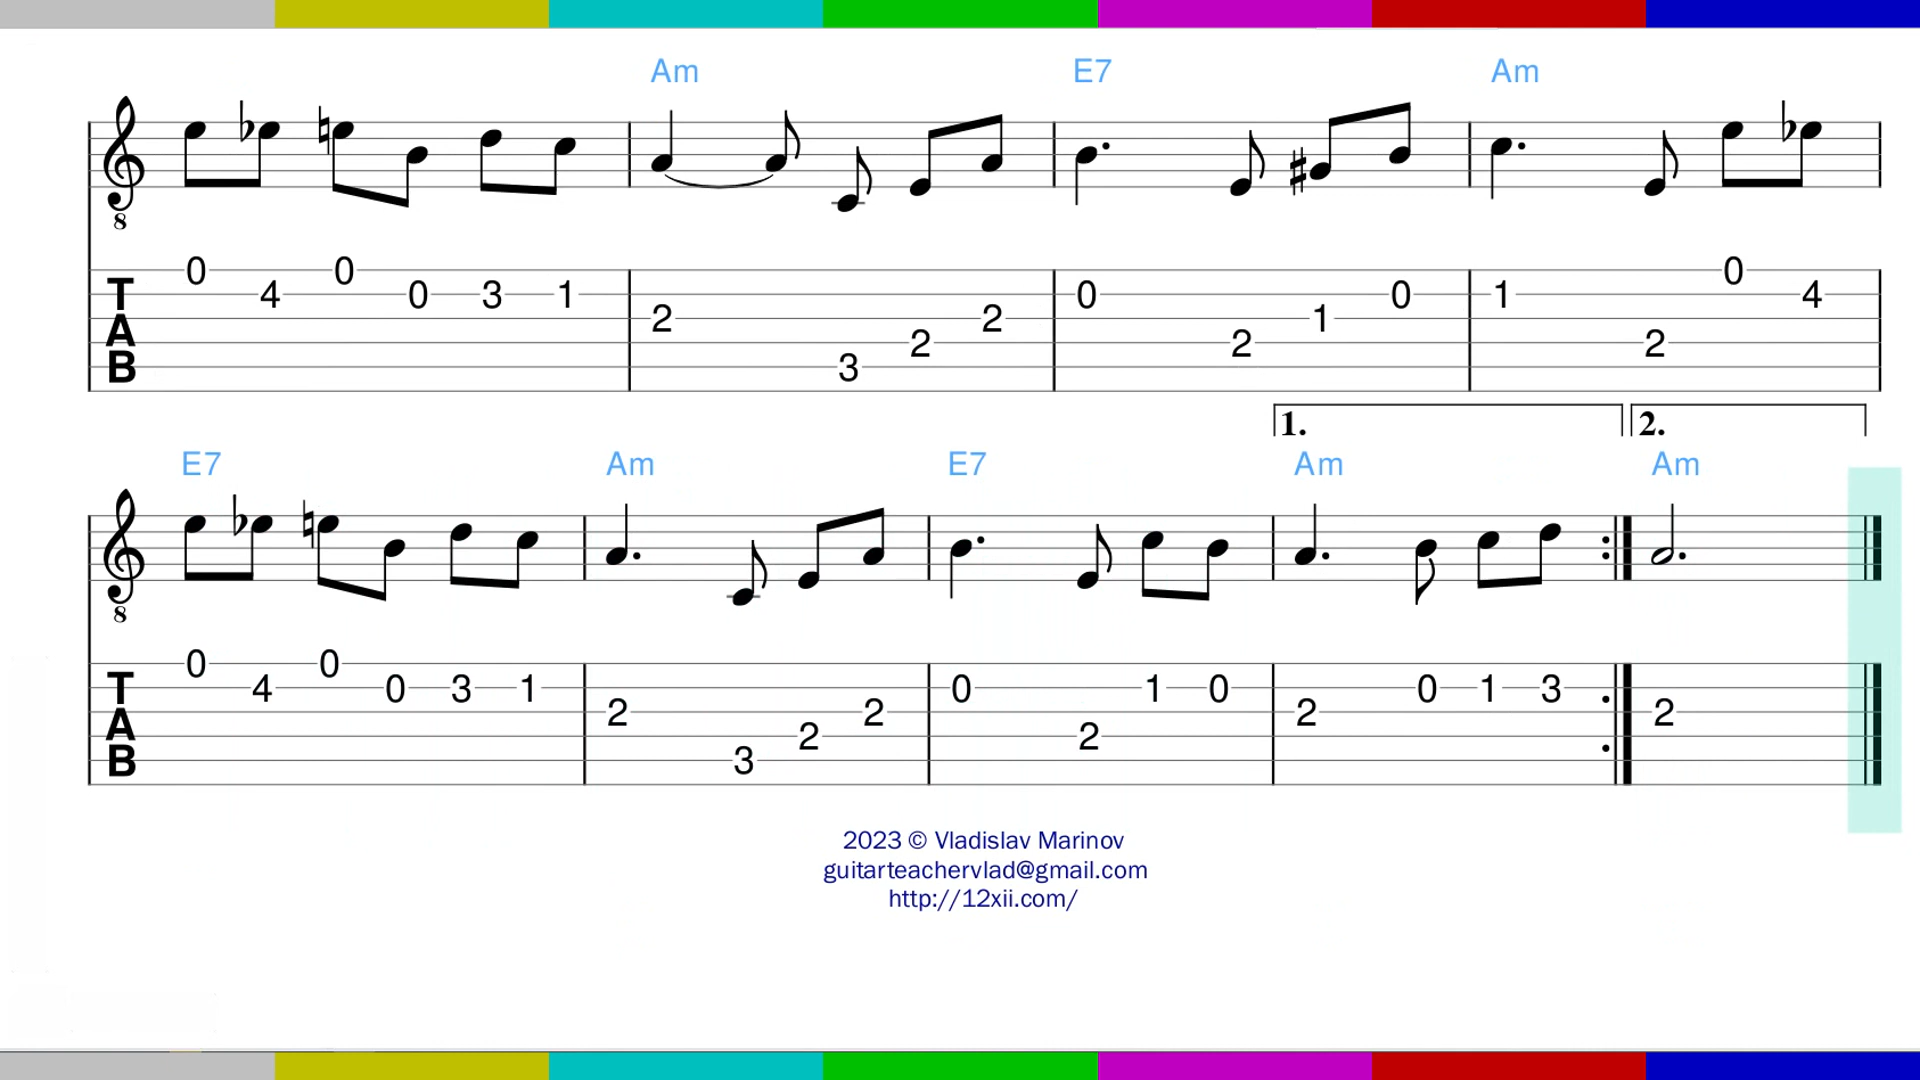 Am E7 Am
8
0 4 0 0 3 1 2 3 2 2 0 2 1 0 1 2 0 4
T
A
B
1. 2.
E7 Am E7 Am Am
8
0 4 0 0 3 1 2 3 2 2 0 2 1 0 2 0 1 3 2
T
A
B
2023 © Vladislav Marinov
guitarteachervlad@gmail.com
http://12xii.com/